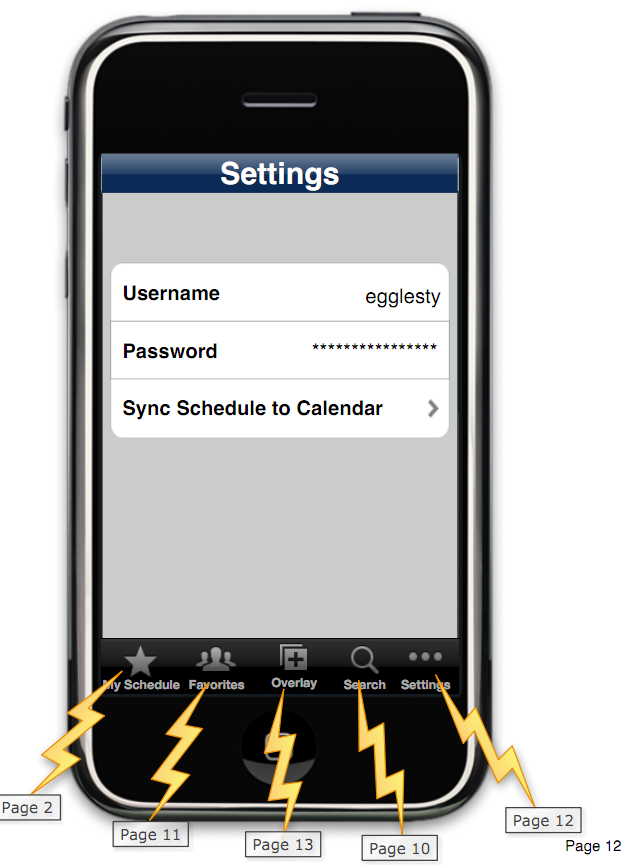 Settings
Username egglesty
Password ****************
Sync Schedule to Calendar
My Schedule Favorites Overlay Search Settings
Page 2
Page 11
Page 13
Page 10
Page 12
Page 12